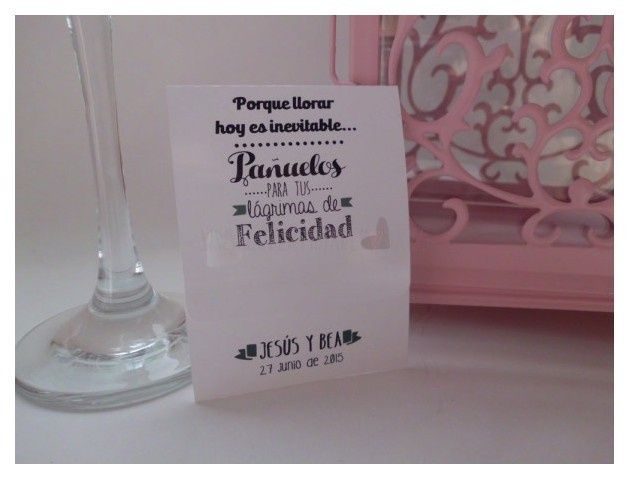 Porque llorar
hoy es inevitable...
Pañuelos
PARA TUS
lágrimas de
Felicidad
JESÚS Y BEA
27 Junio de 2015